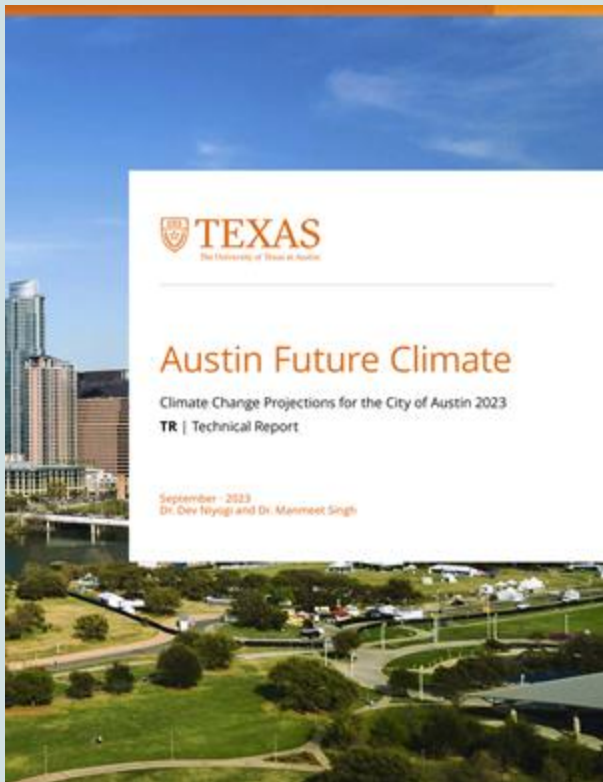 TEXAS
The University of Texas at Austin
Austin Future Climate
Climate Change Projections for the City of Austin 2023
TR | Technical Report
September - 2023
Dr. Dev Niyogi and Dr. Manmeet Singh